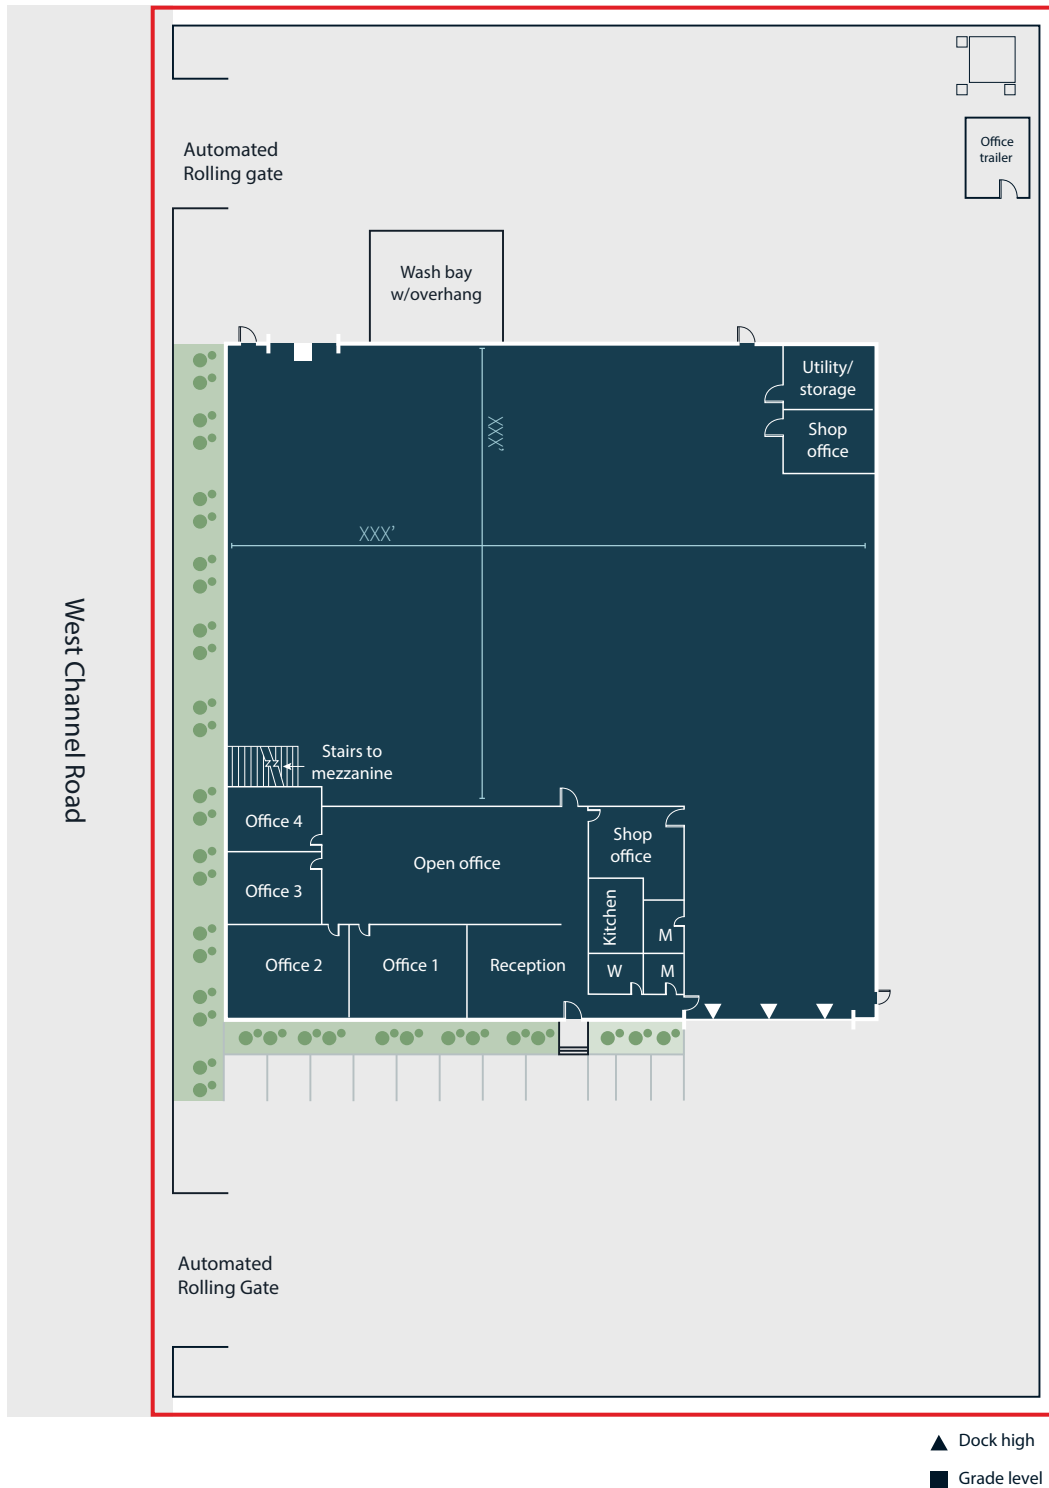 Automated
Rolling gate
Office
trailer
Wash bay
w/overhang
Utility/
storage
Shop
office
XXX'
XXX'
West Channel Road
Stairs to
mezzanine
Office 4
Open office
Shop
office
Office 3
Kitchen
M
Office 2
Office 1
Reception
W
M
Automated
Rolling Gate
Dock high
Grade level